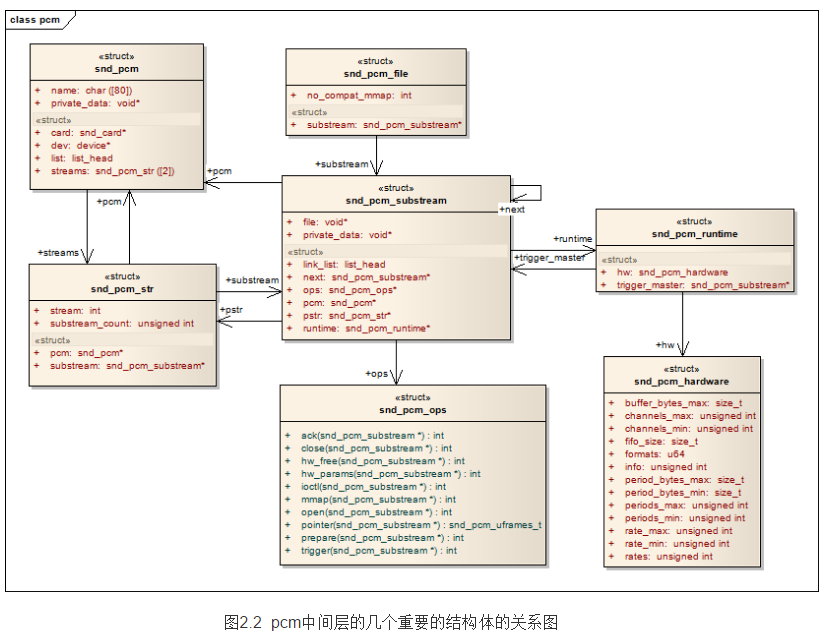 class pcm
«struct»
snd_pcm
+ name: char ([80])
+ private_data: void*
«struct»
+ card: snd_card*
+ dev: device*
+ list: list_head
+ streams: snd_pcm_str ([2])
«struct»
snd_pcm_file
+ no_compat_mmap: int
«struct»
+ substream: snd_pcm_substream*
+substream
+pcm
+pcm
+streams
«struct»
snd_pcm_substream
+ file: void*
+ private_data: void*
«struct»
+ link_list: list_head
+ next: snd_pcm_substream*
+ ops: snd_pcm_ops*
+ pcm: snd_pcm*
+ pstr: snd_pcm_str*
+ runtime: snd_pcm_runtime*
+next
+runtime
+trigger_master
«struct»
snd_pcm_runtime
«struct»
+ hw: snd_pcm_hardware
+ trigger_master: snd_pcm_substream*
«struct»
snd_pcm_str
+ stream: int
+ substream_count: unsigned int
«struct»
+ pcm: snd_pcm*
+ substream: snd_pcm_substream*
+substream
+pstr
+ops
+hw
«struct»
snd_pcm_ops
+ ack(snd_pcm_substream *) : int
+ close(snd_pcm_substream *) : int
+ hw_free(snd_pcm_substream *) : int
+ hw_params(snd_pcm_substream *) : int
+ ioctl(snd_pcm_substream *) : int
+ mmap(snd_pcm_substream *) : int
+ open(snd_pcm_substream *) : int
+ pointer(snd_pcm_substream *) : snd_pcm_uframes_t
+ prepare(snd_pcm_substream *) : int
+ trigger(snd_pcm_substream *) : int
«struct»
snd_pcm_hardware
+ buffer_bytes_max: size_t
+ channels_max: unsigned int
+ channels_min: unsigned int
+ fifo_size: size_t
+ formats: u64
+ info: unsigned int
+ period_bytes_max: size_t
+ period_bytes_min: size_t
+ periods_max: unsigned int
+ periods_min: unsigned int
+ rate_max: unsigned int
+ rate_min: unsigned int
+ rates: unsigned int
图2.2 pcm中间层的几个重要的结构体的关系图